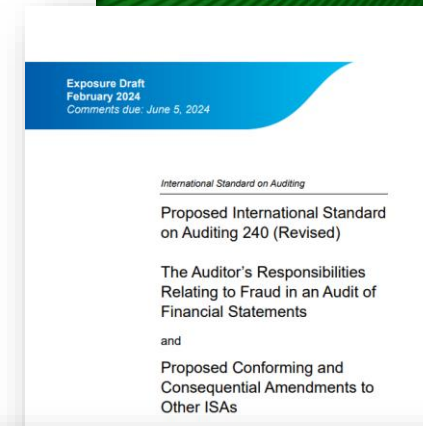 Exposure Draft
February 2024
Comments due: June 5, 2024
International Standard on Auditing
Proposed International Standard
on Auditing 240 (Revised)
The Auditor's Responsibilities
Relating to Fraud in an Audit of
Financial Statements
and
Proposed Conforming and
Consequential Amendments to
Other ISAs